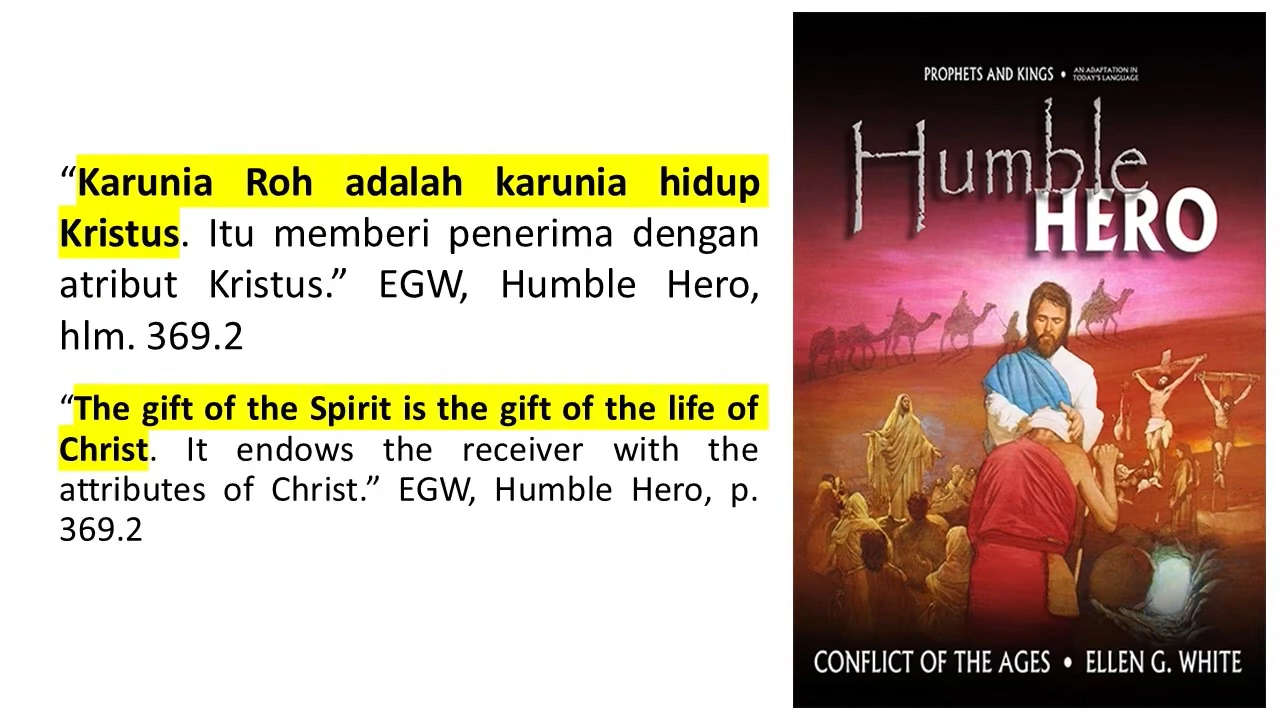 “Karunia Roh adalah karunia hidup
Kristus. Itu memberi penerima dengan
atribut Kristus.” EGW, Humble Hero,
hlm. 369.2
“The gift of the Spirit is the gift of the life of
Christ. It endows the receiver with the
attributes of Christ.” EGW, Humble Hero, p.
369.2
PROPHETS AND KINGS • AN ADAPTATION IN
TODAY'S LANGUAGE
Humble
HERO
CONFLICT OF THE AGES • ELLEN G. WHITE